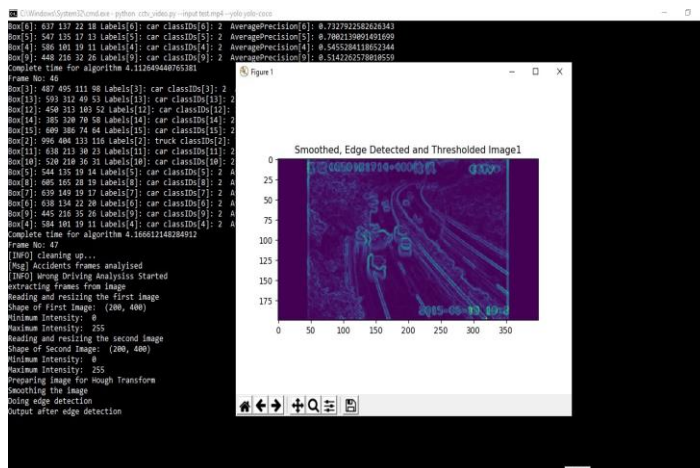 C:\Windows\System32\cmd.exe - python cctv_video.py --input test.mp4 --yolo yolo-coco
Box[6]: 637 137 22 18 Labels[6]: car classIDs[6]: 2 AveragePrecision[6]: 0.7327922582626343
Box[5]: 547 135 17 13 Labels[5]: car classIDs[5]: 2 AveragePrecision[5]: 0.7002139091491699
Box[4]: 586 101 19 11 Labels[4]: car classIDs[4]: 2 AveragePrecision[4]: 0.5455284118652344
Box[9]: 448 216 32 26 Labels[9]: car classIDs[9]: 2 AveragePrecision[9]: 0.5142262578010559
Complete time for algorithm 4.112649440765381
Frame No: 46
Box[3]: 487 495 111 98 Labels[3]: car classIDs[3]: 2
Box[13]: 593 312 49 53 Labels[13]: car classIDs[13]: 2
Box[12]: 450 313 103 52 Labels[12]: car classIDs[12]:
Box[14]: 385 320 70 58 Labels[14]: car classIDs[14]: 2
Box[15]: 609 386 74 64 Labels[15]: car classIDs[15]: 2
Box[2]: 996 404 133 116 Labels[2]: truck classIDs[2]:
Box[11]: 638 213 30 23 Labels[11]: car classIDs[11]: 2
Box[10]: 520 210 36 31 Labels[10]: car classIDs[10]: 2
Box[5]: 544 135 19 14 Labels[5]: car classIDs[5]: 2 A
Box[8]: 605 165 28 19 Labels[8]: car classIDs[8]: 2 A
Box[7]: 639 149 19 17 Labels[7]: car classIDs[7]: 2 A
Box[6]: 638 134 22 20 Labels[6]: car classIDs[6]: 2 A
Box[9]: 445 216 35 26 Labels[9]: car classIDs[9]: 2 A
Box[4]: 584 101 19 11 Labels[4]: car classIDs[4]: 2 A
Complete time for algorithm 4.166612148284912
Frame No: 47
[INFO] cleaning up...
[Msg] Accidents frames analyised
[INFO] Wrong Driving Analysiss Started
extracting frames from image
Reading and resizing the first image
Shape of First Image: (200, 400)
Minimum Intensity: 0
Maximum Intensity: 255
Reading and resizing the second image
Shape of Second Image: (200, 400)
Minimum Intensity: 0
Maximum Intensity: 255
Preparing image for Hough Transform
Smoothing the image
Doing edge detection
Output after edge detection
Figure 1
Smoothed, Edge Detected and Thresholded Image1
0
25
50
75
100
125
150
175
0 50 100 150 200 250 300 350